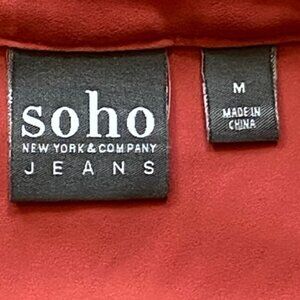 soho
NEW YORK & COMPANY
JEANS
M
MADE IN
CHINA